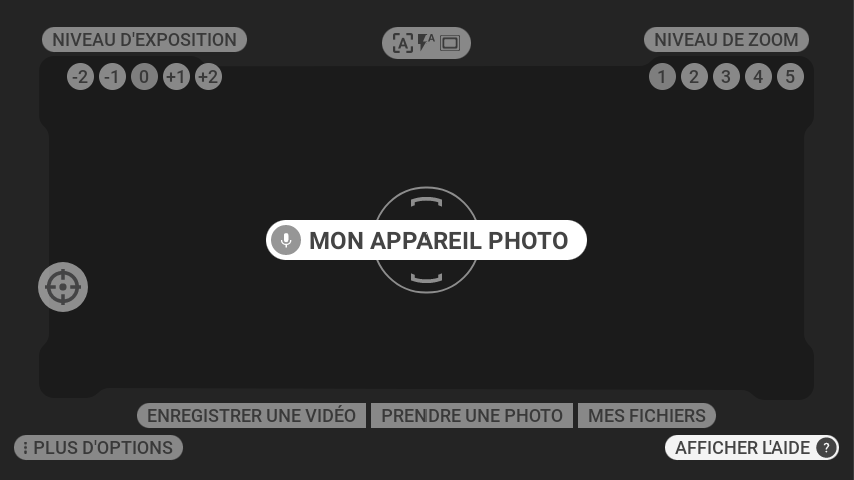 NIVEAU D'EXPOSITION
A
A
NIVEAU DE ZOOM
-2 -1 0 +1 +2
1 2 3 4 5
MON APPAREIL PHOTO
ENREGISTRER UNE VIDÉO PRENDRE UNE PHOTO MES FICHIERS
PLUS D'OPTIONS
AFFICHER L'AIDE ?